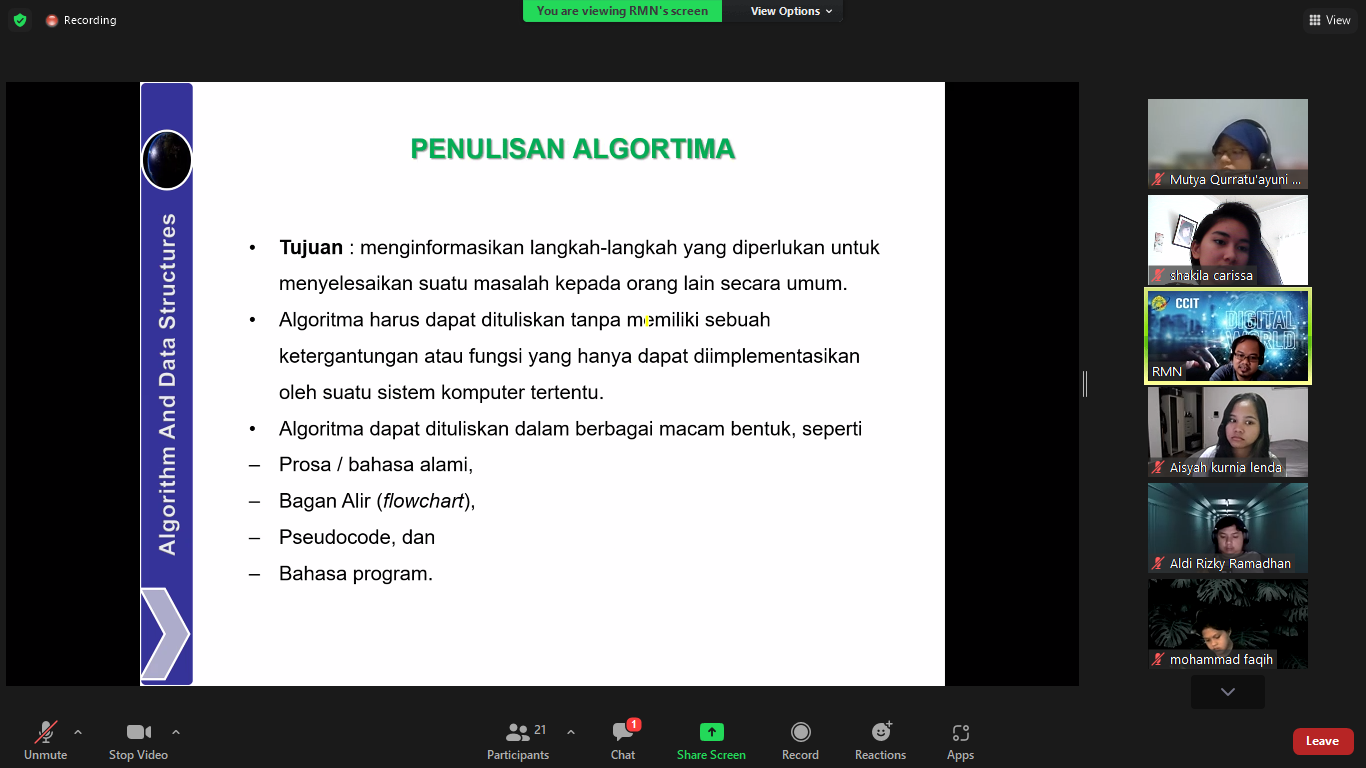 Recording
You are viewing RMN's screen
View Options
View
PENULISAN ALGORTIMA
Algorithm And Data Structures
• Tujuan : menginformasikan langkah-langkah yang diperlukan untuk
menyelesaikan suatu masalah kepada orang lain secara umum.
• Algoritma harus dapat dituliskan tanpa memiliki sebuah
ketergantungan atau fungsi yang hanya dapat diimplementasikan
oleh suatu sistem komputer tertentu.
• Algoritma dapat dituliskan dalam berbagai macam bentuk, seperti
– Prosa / bahasa alami,
– Bagan Alir (flowchart),
– Pseudocode, dan
– Bahasa program.
Mutya Qurratu'ayuni ...
shakila carissa
CCIT
DIGITAL
WORLD
RMN
Aisyah kurnia lenda
Aldi Rizky Ramadhan
mohammad faqih
Unmute
Stop Video
21
Participants
1
Chat
Share Screen
Record
Reactions
Apps
Leave